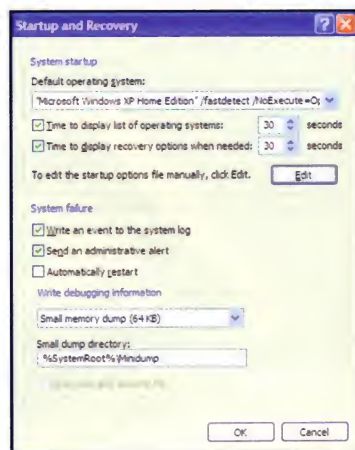 Startup and Recovery
System startup
Default operating system:
"Microsoft Windows XP Home Edition" /fastdetect /NoExecute=Op
Time to display list of operating systems: 30 seconds
Time to display recovery options when needed: 30 seconds
To edit the startup options file manually, click Edit. Edit
System failure
Write an event to the system log
Send an administrative alert
Automatically restart
Write debugging information
Small memory dump (64 KB)
Small dump directory:
%SystemRoot%\Minidump
OK Cancel